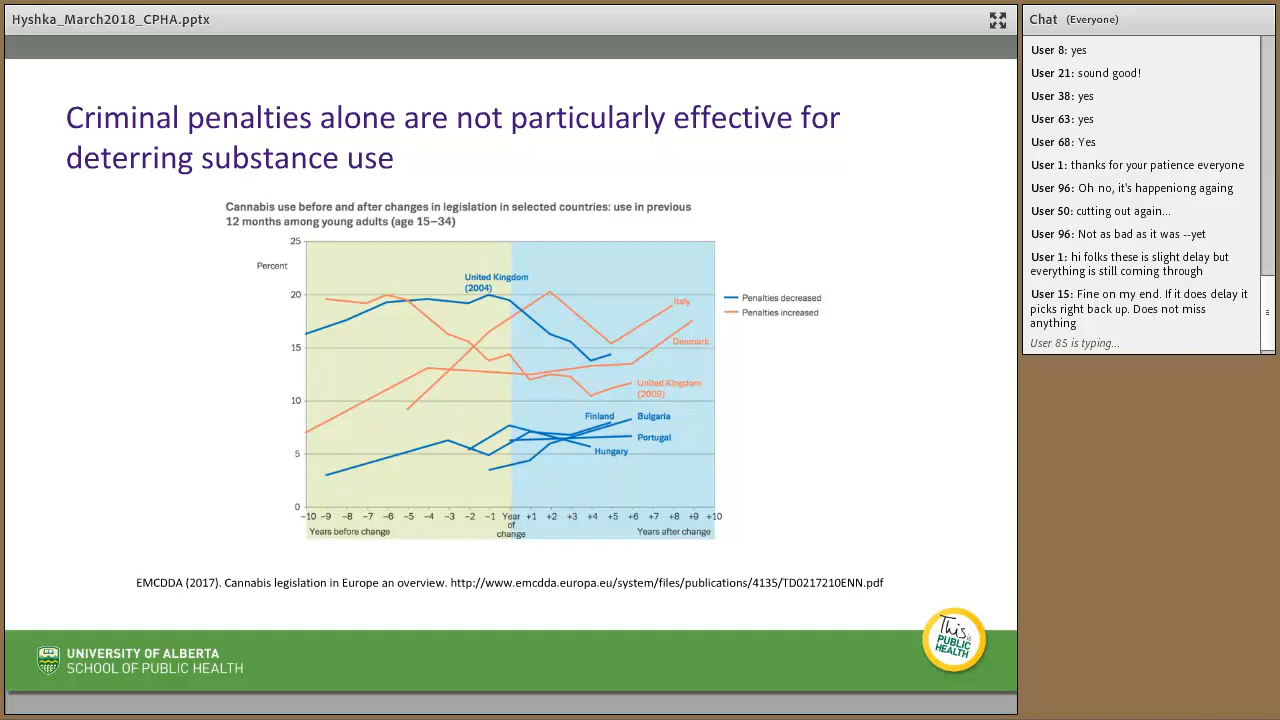 Hyshka_March2018_CPHA.pptx
Criminal penalties alone are not particularly effective for
deterring substance use
Cannabis use before and after changes in legislation in selected countries: use in previous
12 months among young adults (age 15–34)
25
Percent
20
15
10
5
0
United Kingdom
(2004)
Italy
Denmark
United Kingdom
(2009)
Finland
Bulgaria
Portugal
Hungary
Penalties decreased
Penalties increased
–10 –9 –8 –7 –6 –5 –4 –3 –2 –1 Year +1 +2 +3 +4 +5 +6 +7 +8 +9 +10
of
change
Years before change
Years after change
EMCDDA (2017). Cannabis legislation in Europe an overview. http://www.emcdda.europa.eu/system/files/publications/4135/TD0217210ENN.pdf
UNIVERSITY OF ALBERTA
SCHOOL OF PUBLIC HEALTH
This
is
PUBLIC
HEALTH
Chat (Everyone)
User 8: yes
User 21: sound good!
User 38: yes
User 63: yes
User 68: Yes
User 1: thanks for your patience everyone
User 96: Oh no, it's happeniong againg
User 50: cutting out again...
User 96: Not as bad as it was --yet
User 1: hi folks these is slight delay but
everything is still coming through
User 15: Fine on my end. If it does delay it
picks right back up. Does not miss
anything
User 85 is typing...